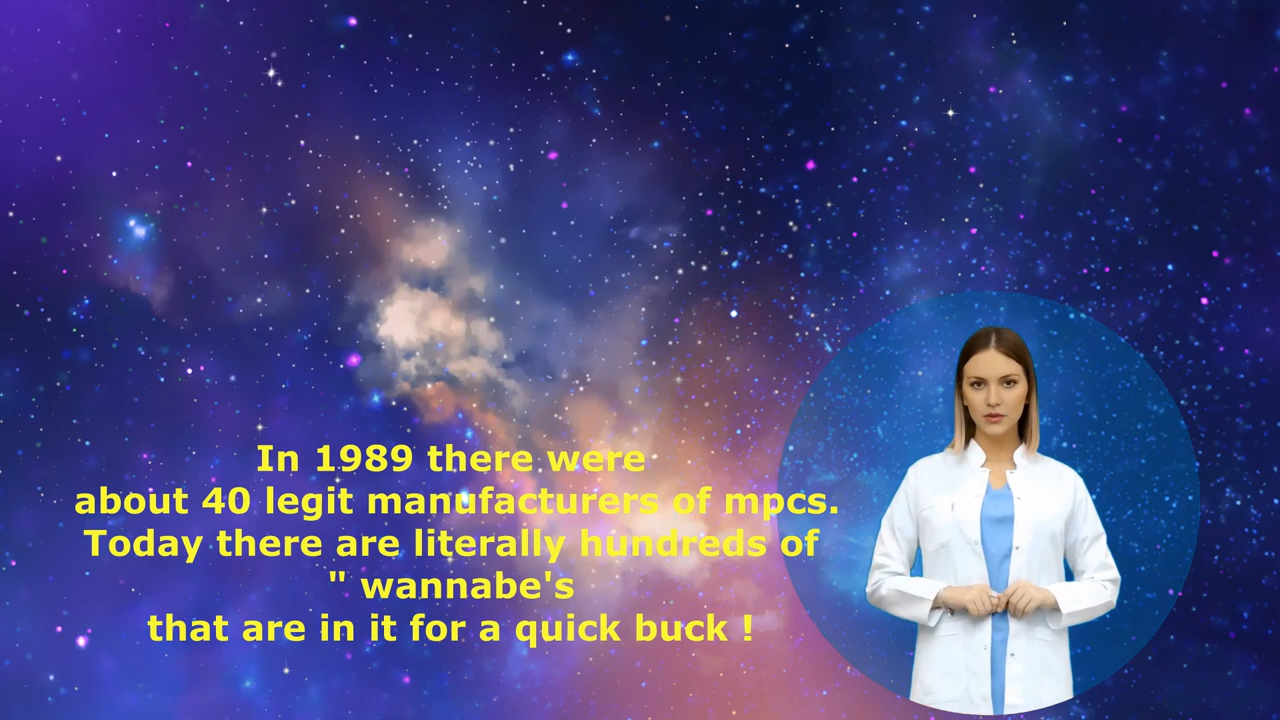 In 1989 there were
about 40 legit manufacturers of mpcs.
Today there are literally hundreds of
" wannabe's
that are in it for a quick buck !